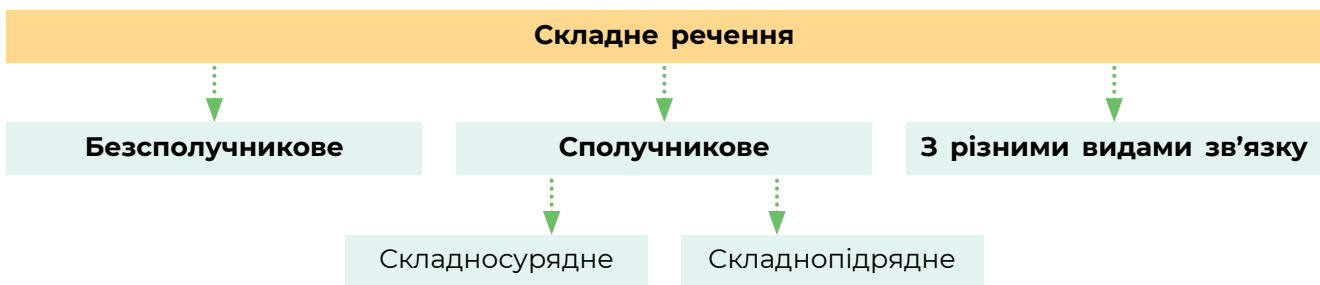 Складне речення
Безсполучникове
Сполучникове
З різними видами зв’язку
Складносурядне
Складнопідрядне